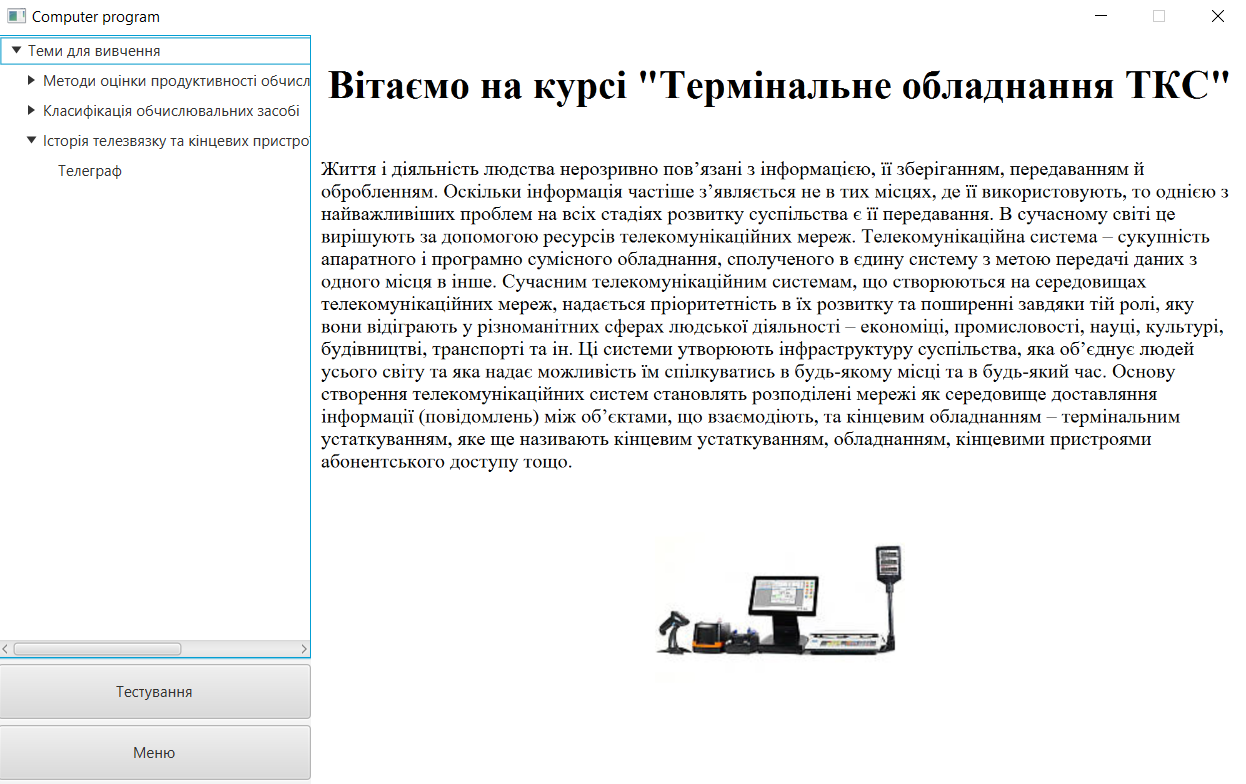 Computer program
Теми для вивчення
Методи оцінки продуктивності обчисл
Класифікація обчислювальних засобі
Історія телезвязку та кінцевих пристро
Телеграф
Тестування
Меню
Вітаємо на курсі "Термінальне обладнання ТКС"
Життя і діяльність людства нерозривно пов’язані з інформацією, її зберіганням, передаванням й
обробленням. Оскільки інформація частіше з’являється не в тих місцях, де її використовують, то однією з
найважливіших проблем на всіх стадіях розвитку суспільства є її передавання. В сучасному світі це
вирішують за допомогою ресурсів телекомунікаційних мереж. Телекомунікаційна система – сукупність
апаратного і програмно сумісного обладнання, сполученого в єдину систему з метою передачі даних з
одного місця в інше. Сучасним телекомунікаційним системам, що створюються на середовищах
телекомунікаційних мереж, надається пріоритетність в їх розвитку та поширенні завдяки тій ролі, яку
вони відіграють у різноманітних сферах людської діяльності – економіці, промисловості, науці, культурі,
будівництві, транспорті та ін. Ці системи утворюють інфраструктуру суспільства, яка об’єднує людей
усього світу та яка надає можливість їм спілкуватись в будь-якому місці та в будь-який час. Основу
створення телекомунікаційних систем становлять розподілені мережі як середовище доставляння
інформації (повідомлень) між об’єктами, що взаємодіють, та кінцевим обладнанням – термінальним
устаткуванням, яке ще називають кінцевим устаткуванням, обладнанням, кінцевими пристроями
абонентського доступу тощо.